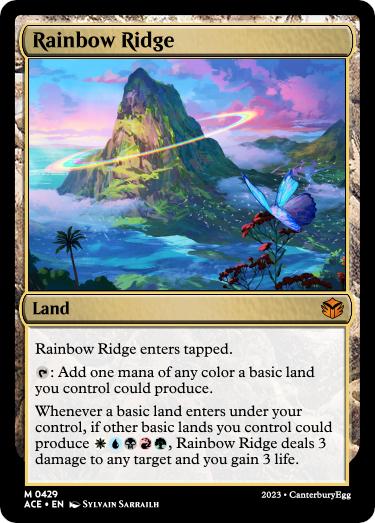 Rainbow Ridge
Land
Rainbow Ridge enters tapped.
: Add one mana of any color a basic land
you control could produce.
Whenever a basic land enters under your
control, if other basic lands you control could
produce , Rainbow Ridge deals 3
damage to any target and you gain 3 life.
M 0429
ACE • EN Sylvain Sarrailh
2023 • CanterburyEgg